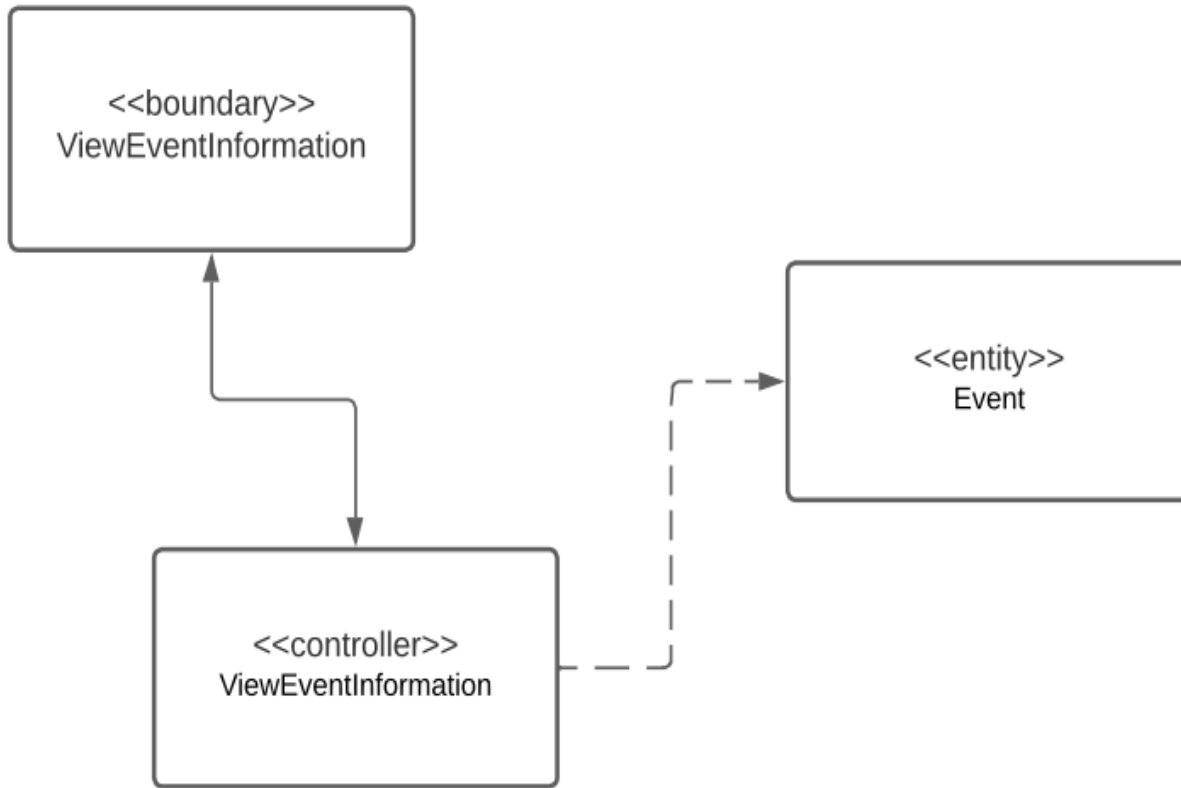 <<boundary>>
ViewEventInformation
<<entity>>
Event
<<controller>>
ViewEventInformation